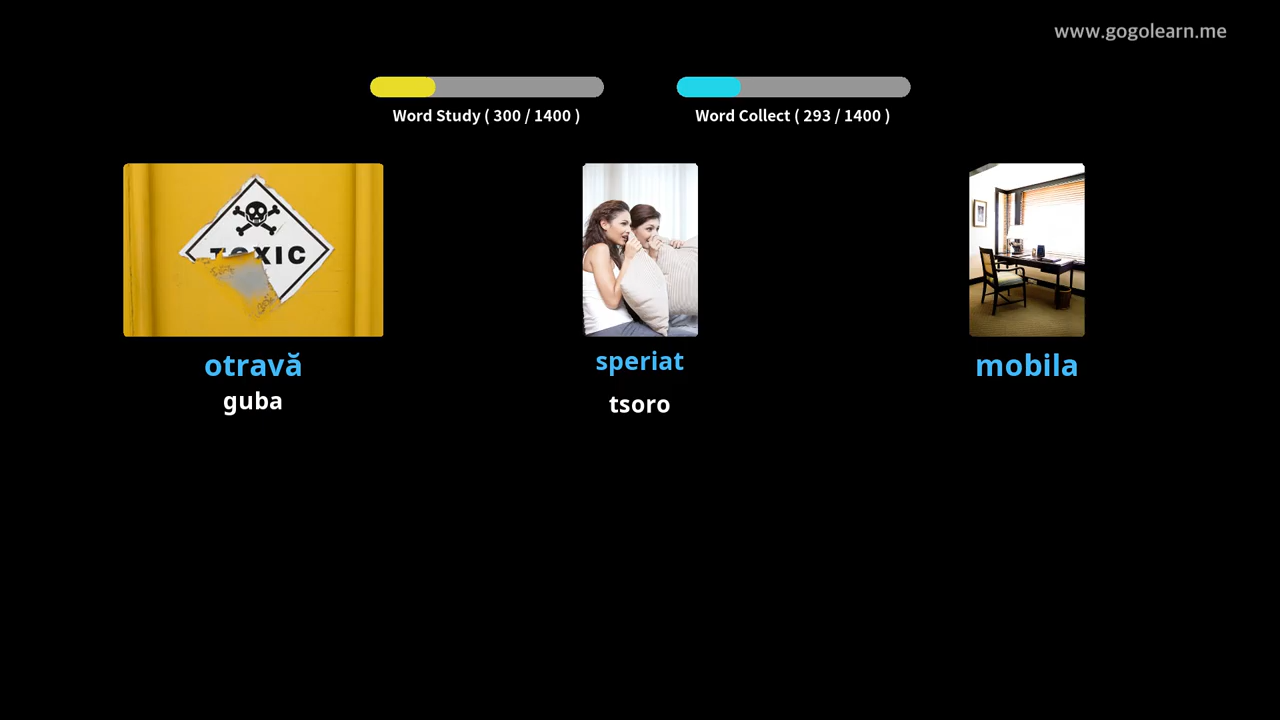 www.gogolearn.me
Word Study ( 300 / 1400 )
Word Collect ( 293 / 1400 )
TOXIC
otravă
guba
speriat
tsoro
mobila